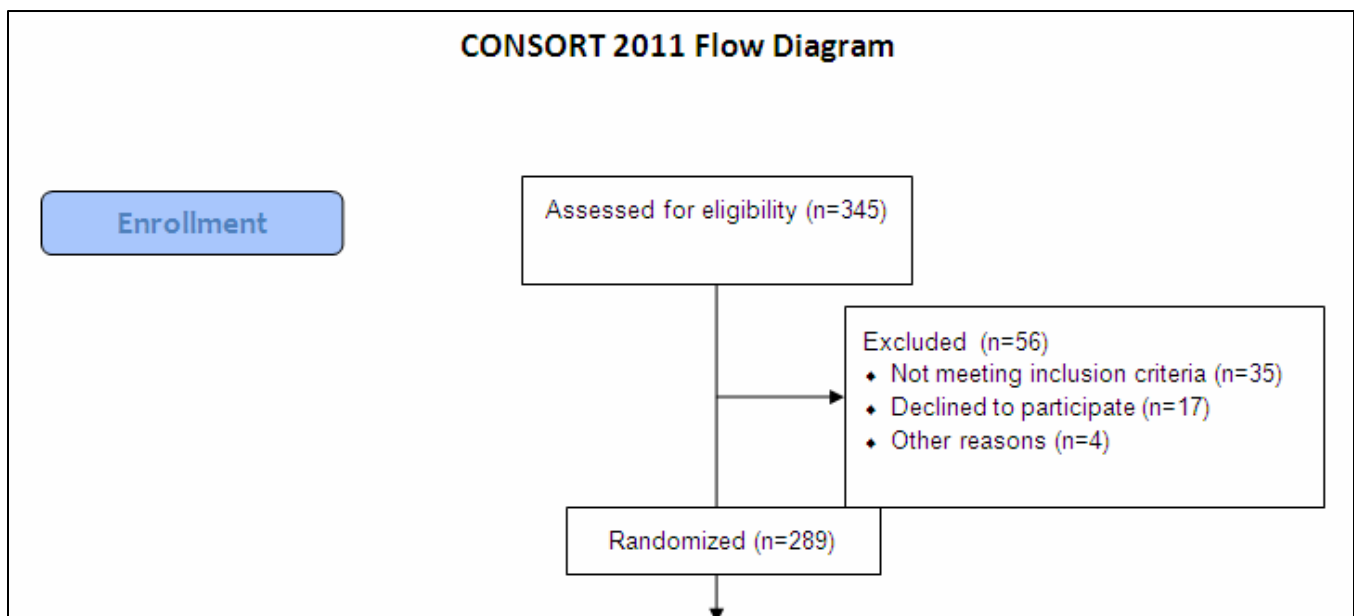 CONSORT 2011 Flow Diagram
Enrollment
Assessed for eligibility (n=345)
Excluded (n=56)
⬥ Not meeting inclusion criteria (n=35)
⬥ Declined to participate (n=17)
⬥ Other reasons (n=4)
Randomized (n=289)